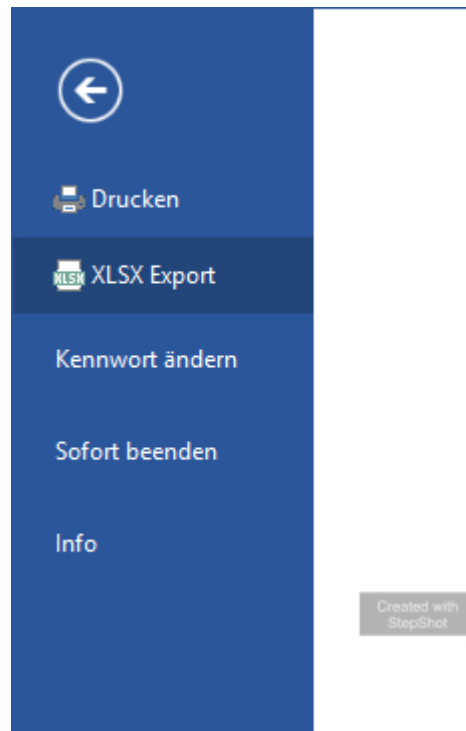 Drucken
XLSX
XLSX Export
Kennwort ändern
Sofort beenden
Info
Created with
StepShot